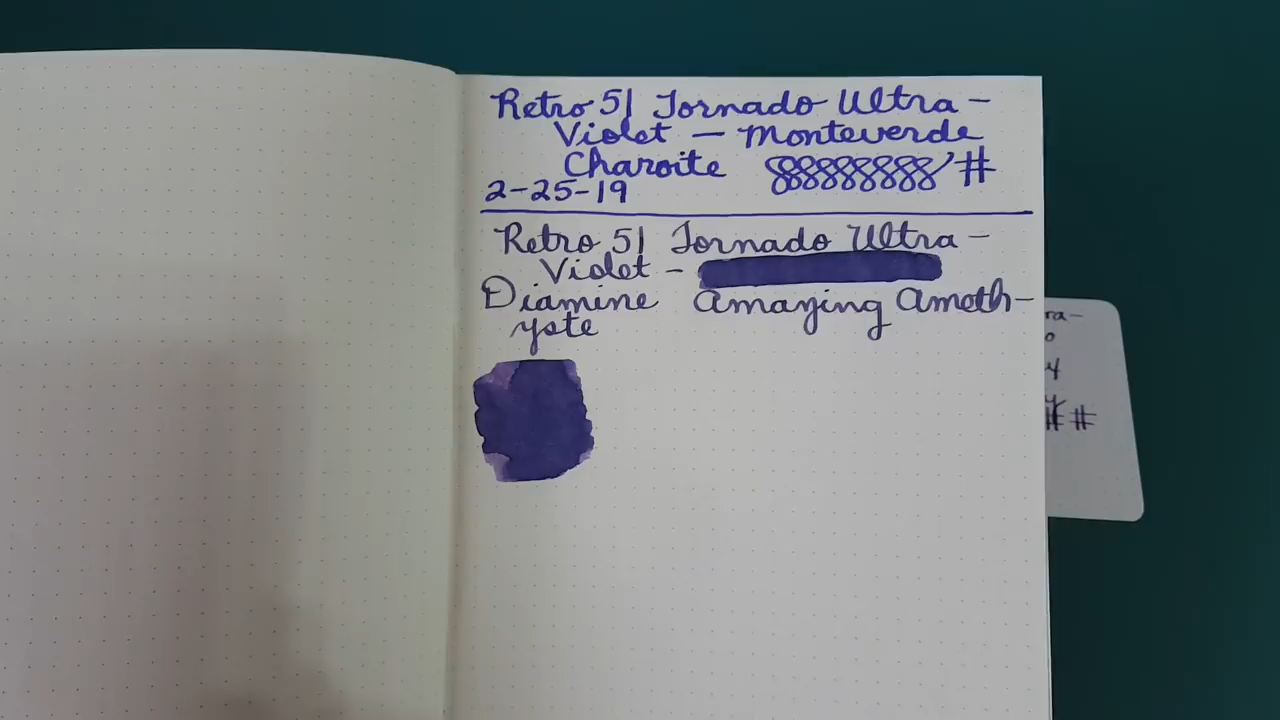 Retro 51 Tornado Ultra-
Violet — Monteverde
Charoite 88888888 #
2-25-19
Retro 51 Tornado Ultra-
Violet -
Diamine Amazing Ameth-
yste
ra-
#